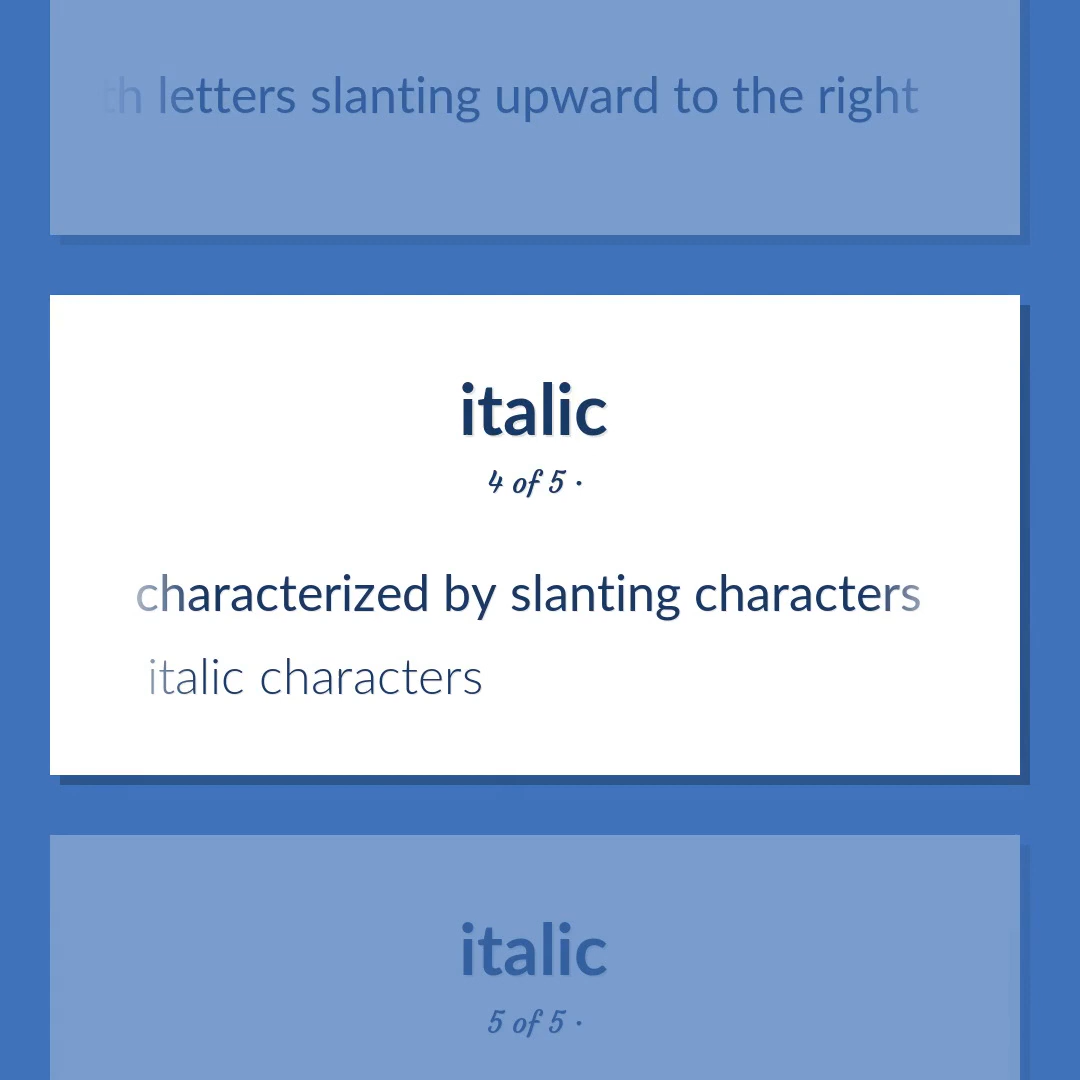 letters slanting upward to the right
italic
4 of 5 ·
characterized by slanting characters
italic characters
italic
5 of 5 ·